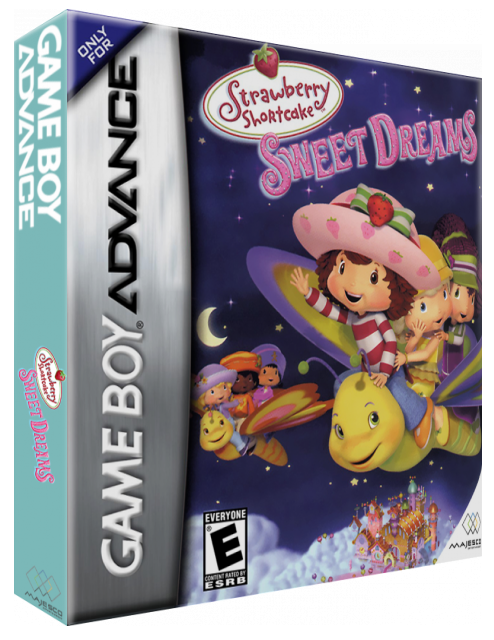 GAME BOY
ADVANCE
Strawberry
Shortcake
SWEET DREAMS
MAJESCO
ONLY
FOR
GAME BOY ADVANCE
Strawberry
Shortcake
SWEET DREAMS
EVERYONE
E
CONTENT RATED BY
ESRB
MAJESCO